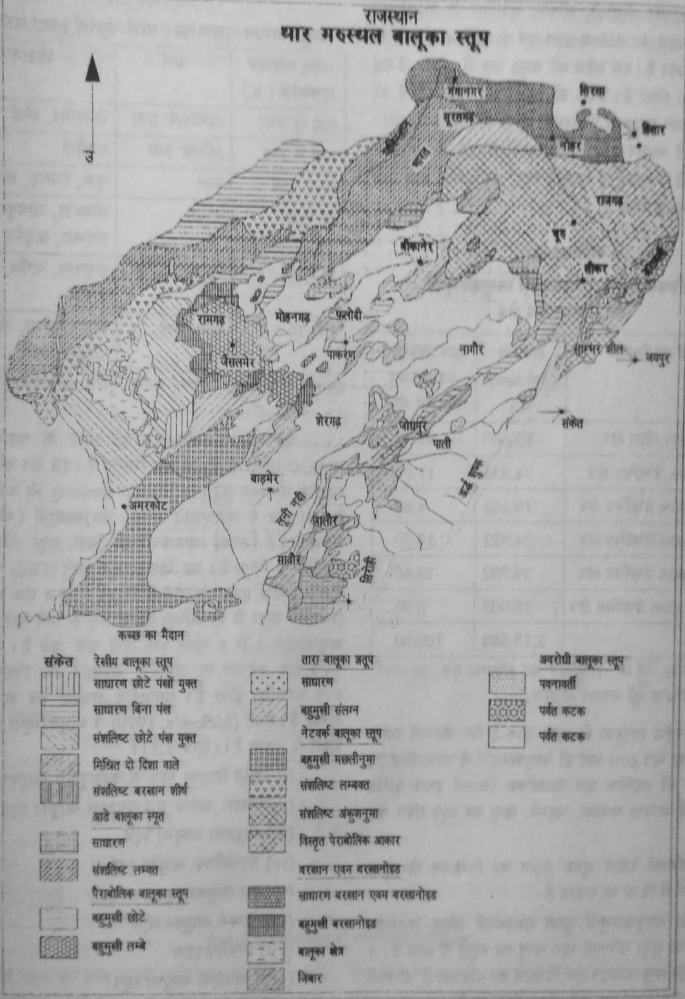 राजस्थान
थार मरुस्थल बालूका स्तूप
उ
गंगानगर
सिरसा
सूरतगढ़
हिसार
नोहर
भारत
राजगढ़
चूरू
बीकानेर
सीकर
रामगढ़
मोहनगढ़
फलोदी
पोकरण
नागौर
साम्भर झील
जयपुर
जैसलमेर
शेरगढ़
जोधपुर
संकेत
पाली
बाड़मेर
लूनी नदी
अमरकोट
जालौर
सांचौर
कच्छ का मैदान
संकेत
रेखीय बालूका स्तूप
साधारण छोटे पंखों युक्त
साधारण बिना पंख
संशलिष्ट छोटे पंख युक्त
मिश्रित दो दिशा वाले
संशलिष्ट बरखान शीर्ष
आडे बालूका स्पूत
साधारण
संशलिष्ट लम्वत
पैराबोलिक बालूका स्तूप
बहुमुखी छोटे
बहुमुखी लम्बे
तारा बालूका स्रतूप
साधारण
बहुमुखी संलग्न
नेटवर्क बालूका स्तूप
बहुमुखी मछलीनुमा
संशलिष्ट लम्बवत
संशलिष्ट अंकुशनुमा
विस्तृत पेराबोलिक आकार
बरखान एवम बरखानोइड
साधारण बरखान एवम बरखानोइड
बहुमुखी बरखानोइड
बालूका क्षेत्र
जिबार
अवरोधी बालूका स्तूप
पवनावर्ती
पर्वत कटक
पर्वत कटक